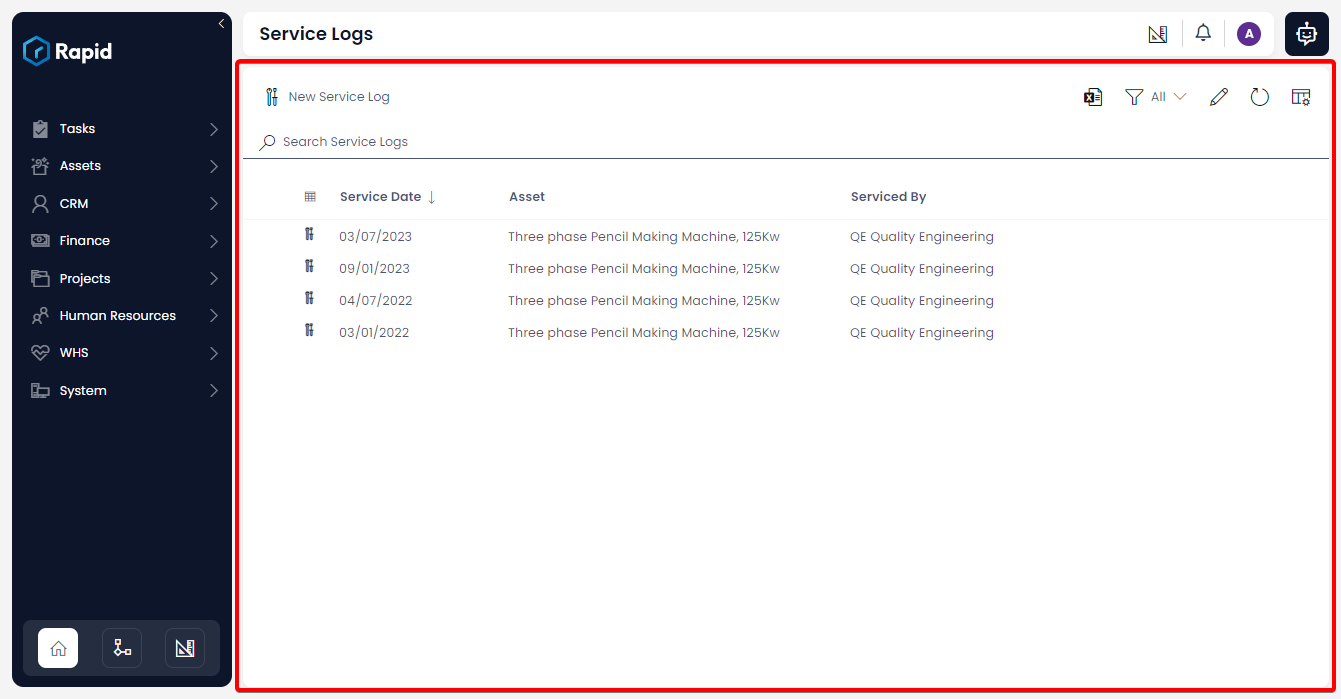 Rapid
Tasks
Assets
CRM
Finance
Projects
Human Resources
WHS
System
Service Logs
A
New Service Log
All
Search Service Logs
Service Date Asset Serviced By
03/07/2023 Three phase Pencil Making Machine, 125Kw QE Quality Engineering
09/01/2023 Three phase Pencil Making Machine, 125Kw QE Quality Engineering
04/07/2022 Three phase Pencil Making Machine, 125Kw QE Quality Engineering
03/01/2022 Three phase Pencil Making Machine, 125Kw QE Quality Engineering